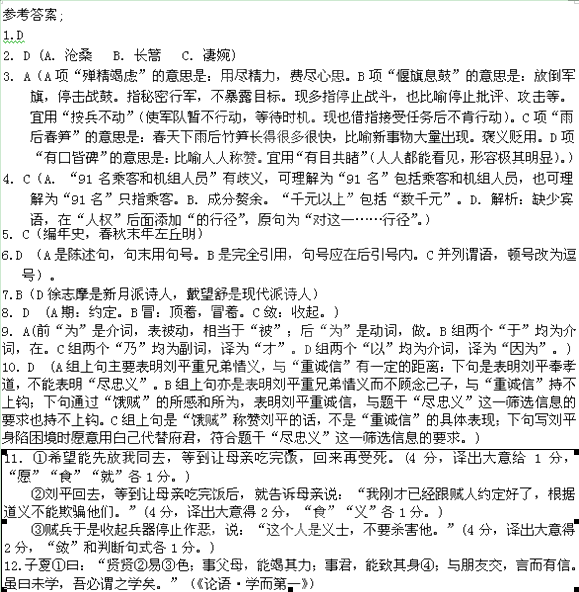 参考答案;
1.D
2. D (A. 沧桑  B. 长蒿  C. 凄婉)
3. A (A 项“殚精竭虑”的意思是: 用尽精力, 费尽心思。B 项“偃旗息鼓”的意思是: 放倒军
旗, 停击战鼓。指秘密行军, 不暴露目标。现多指停止战斗, 也比喻停止批评、攻击等。
宜用“按兵不动”(使军队暂不行动, 等待时机。现也借指接受任务后不肯行动)。C 项“雨
后春笋”的意思是: 春天下雨后竹笋长得很多很快, 比喻新事物大量出现。褒义贬用。D 项
“有口皆碑”的意思是: 比喻人人称赞。宜用“有目共睹”(人人都能看见, 形容极其明显)。)
4. C (A. “91 名乘客和机组人员”有歧义, 可理解为“91 名”包括乘客和机组人员, 也可理
解为“91 名”只指乘客。B. 成分赘余。“千元以上”包括“数千元”。D. 解析: 缺少宾
语, 在“人权”后面添加“的行径”, 原句为“对这一……行径”。)
5. C (编年史, 春秋末年左丘明)
6.D (A 是陈述句, 句末用句号。B 是完全引用, 句号应在后引号内。C 并列谓语, 顿号改为逗
号)。
7.B (D 徐志摩是新月派诗人, 戴望舒是现代派诗人)
8. D (A 期: 约定。B 冒: 顶着, 冒着。C 敛: 收起。)
9. A(前“为”是介词, 表被动, 相当于“被”; 后“为”是动词, 做。B 组两个“于”均为介
词, 在。C 组两个“乃”均为副词, 译为“才”。D 组两个“以”均为介词, 译为“因为”。)
10. D (A 组上句主要表明刘平重兄弟情义, 与“重诚信”有一定的距离; 下句是表明刘平奉孝
道, 不能表明“尽忠义”。B 组上句亦是表明刘平重兄弟情义而不顾念己子, 与“重诚信”持不
上钩; 下句通过“饿贼”的所感和所为, 表明刘平重诚信, 与题干“尽忠义”这一筛选信息的
要求也持不上钩。C 组上句是“饿贼”称赞刘平的话, 不是“重诚信”的具体表现; 下句写刘平
身陷困境时愿意用自己代替府君, 符合题干“尽忠义”这一筛选信息的要求。)
11. ①希望能先放我回去, 等到让母亲吃完饭, 回来再受死。(4 分, 译出大意给 1 分,
“愿”“食”“就”各 1 分。)
②刘平回去, 等到让母亲吃完饭后, 就告诉母亲说: “我刚才已经跟贼人约定好了, 根据
道义不能欺骗他们。”(4 分, 译出大意得 2 分, “食”“义”各 1 分。)
③贼兵于是收起兵器停止作恶, 说: “这个人是义士, 不要杀害他。”(4 分, 译出大意得
2 分, “敛”和判断句式各 1 分。)
12.子夏①曰: “贤贤②易③色; 事父母, 能竭其力; 事君, 能致其身④; 与朋友交, 言而有信。
虽曰未学, 吾必谓之学矣。”(《论语·学而第一》)